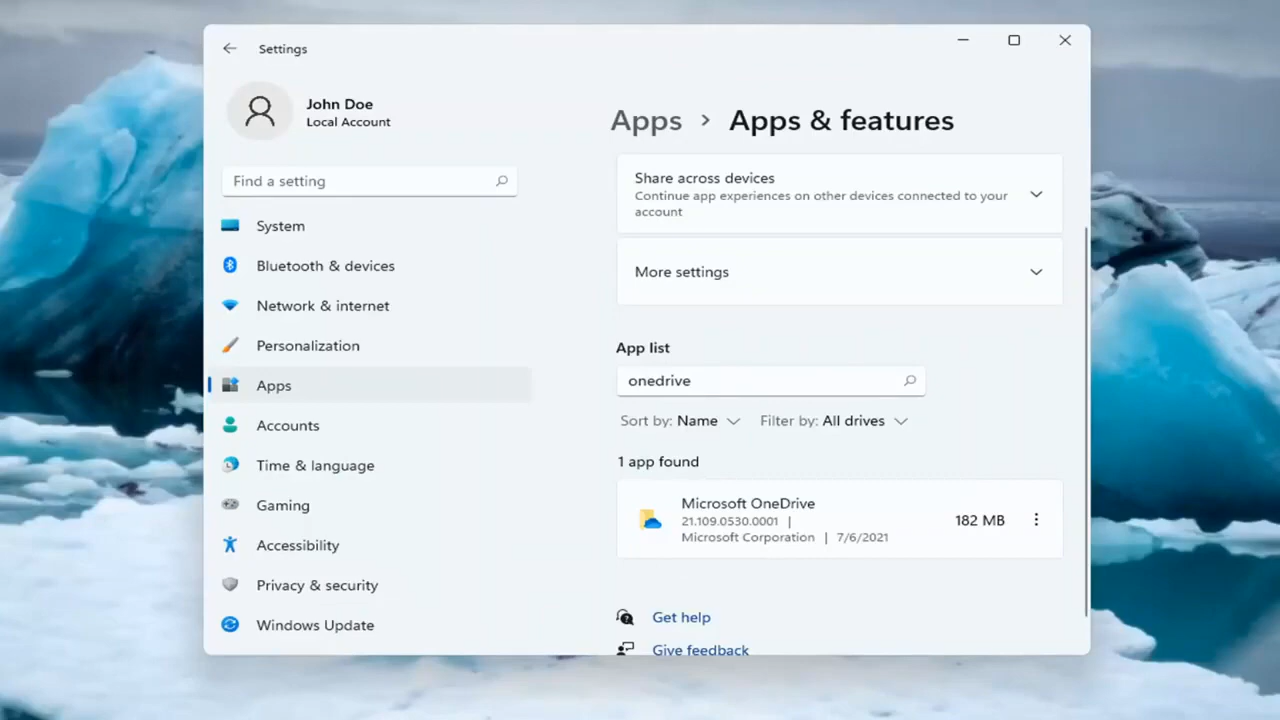 Settings
John Doe
Local Account
Find a setting
System
Bluetooth & devices
Network & internet
Personalization
Apps
Accounts
Time & language
Gaming
Accessibility
Privacy & security
Windows Update
Apps > Apps & features
Share across devices
Continue app experiences on other devices connected to your
account
More settings
App list
onedrive
Sort by: Name Filter by: All drives
1 app found
Microsoft OneDrive
21.109.0530.0001 |
Microsoft Corporation | 7/6/2021
182 MB
Get help
Give feedback